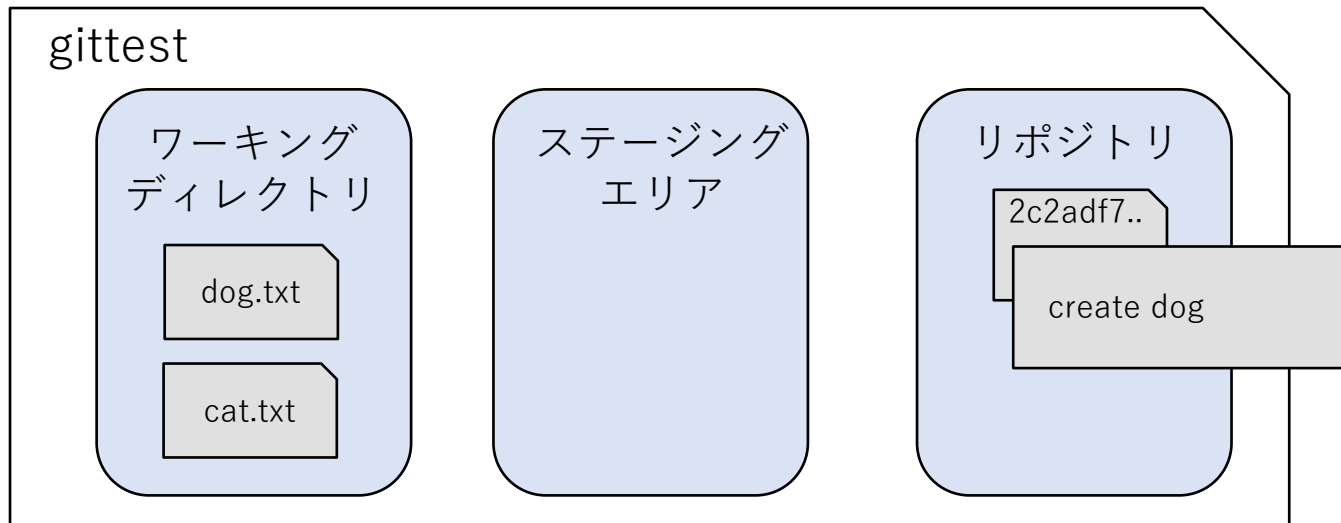 gittest
ワーキング
ディレクトリ
dog.txt
cat.txt
ステージング
エリア
リポジトリ
2c2adf7..
create dog